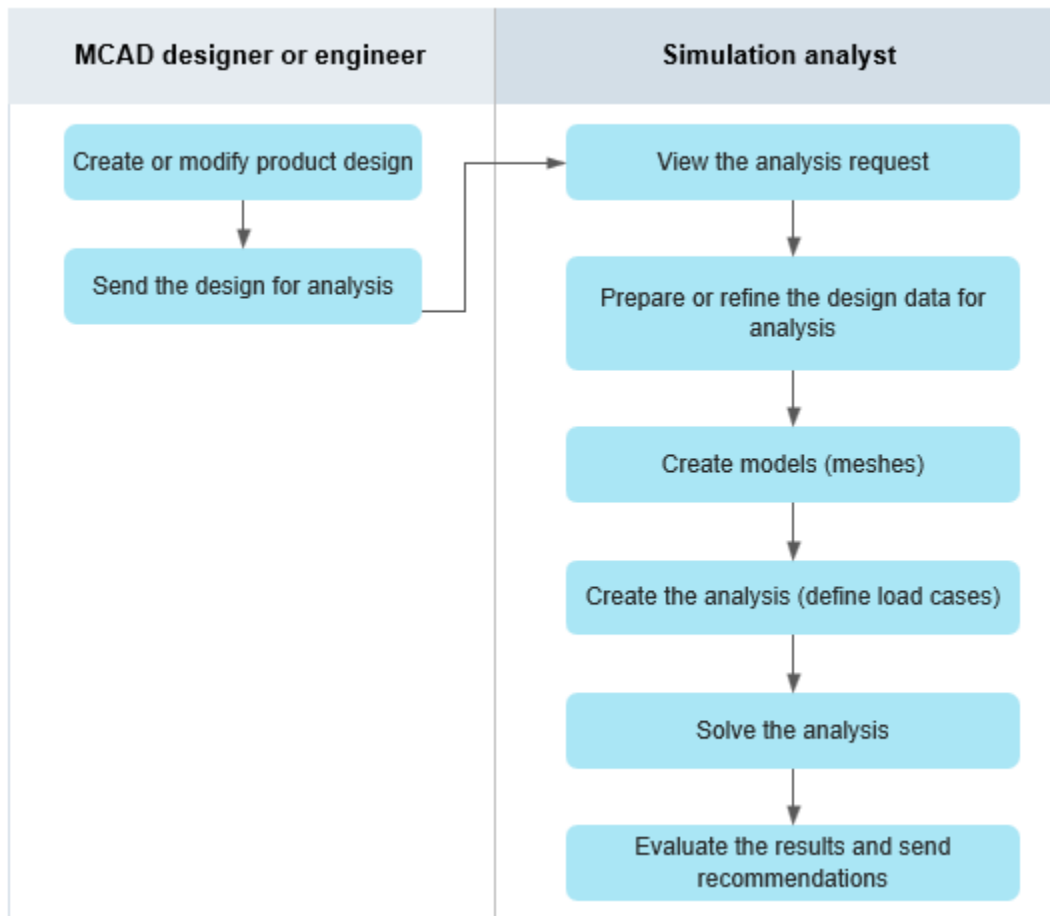 MCAD designer or engineer
Simulation analyst
Create or modify product design
Send the design for analysis
View the analysis request
Prepare or refine the design data for
analysis
Create models (meshes)
Create the analysis (define load cases)
Solve the analysis
Evaluate the results and send
recommendations